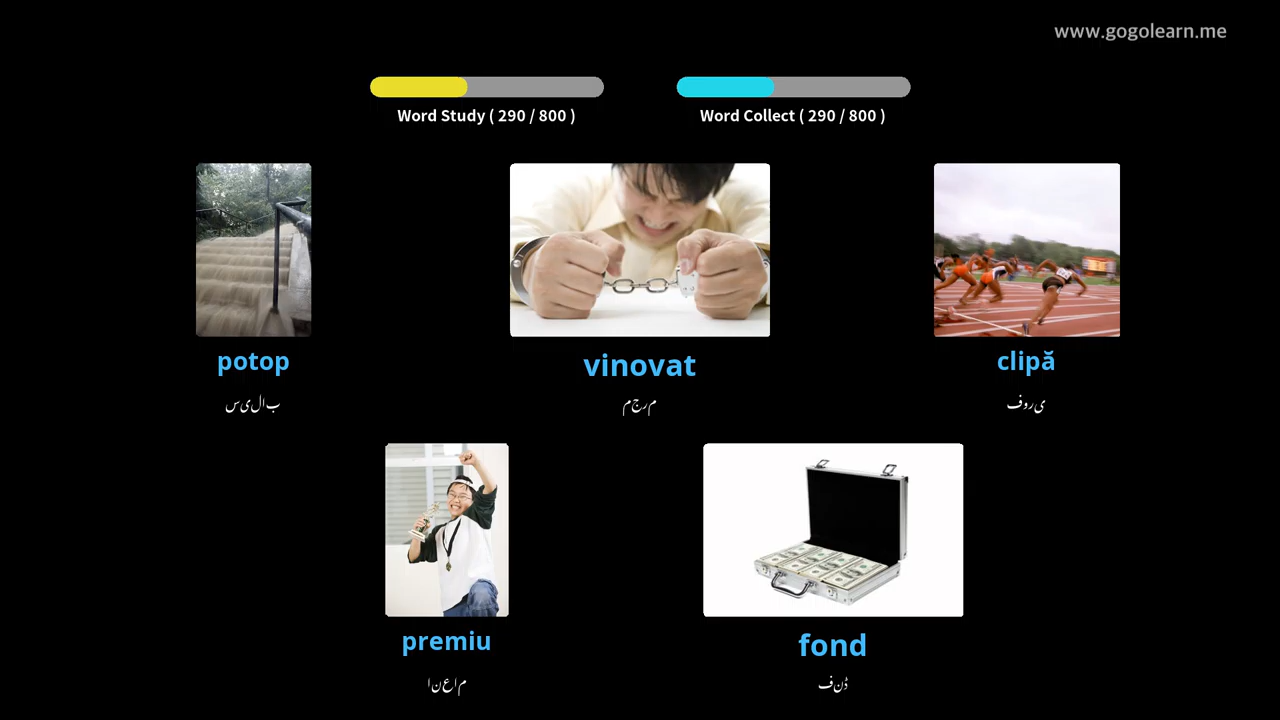 www.gogolearn.me
Word Study ( 290 / 800 )
Word Collect ( 290 / 800 )
potop
vinovat
clipă
سیلاب
مجرم
فوری
premiu
fond
انعام
فنڈ